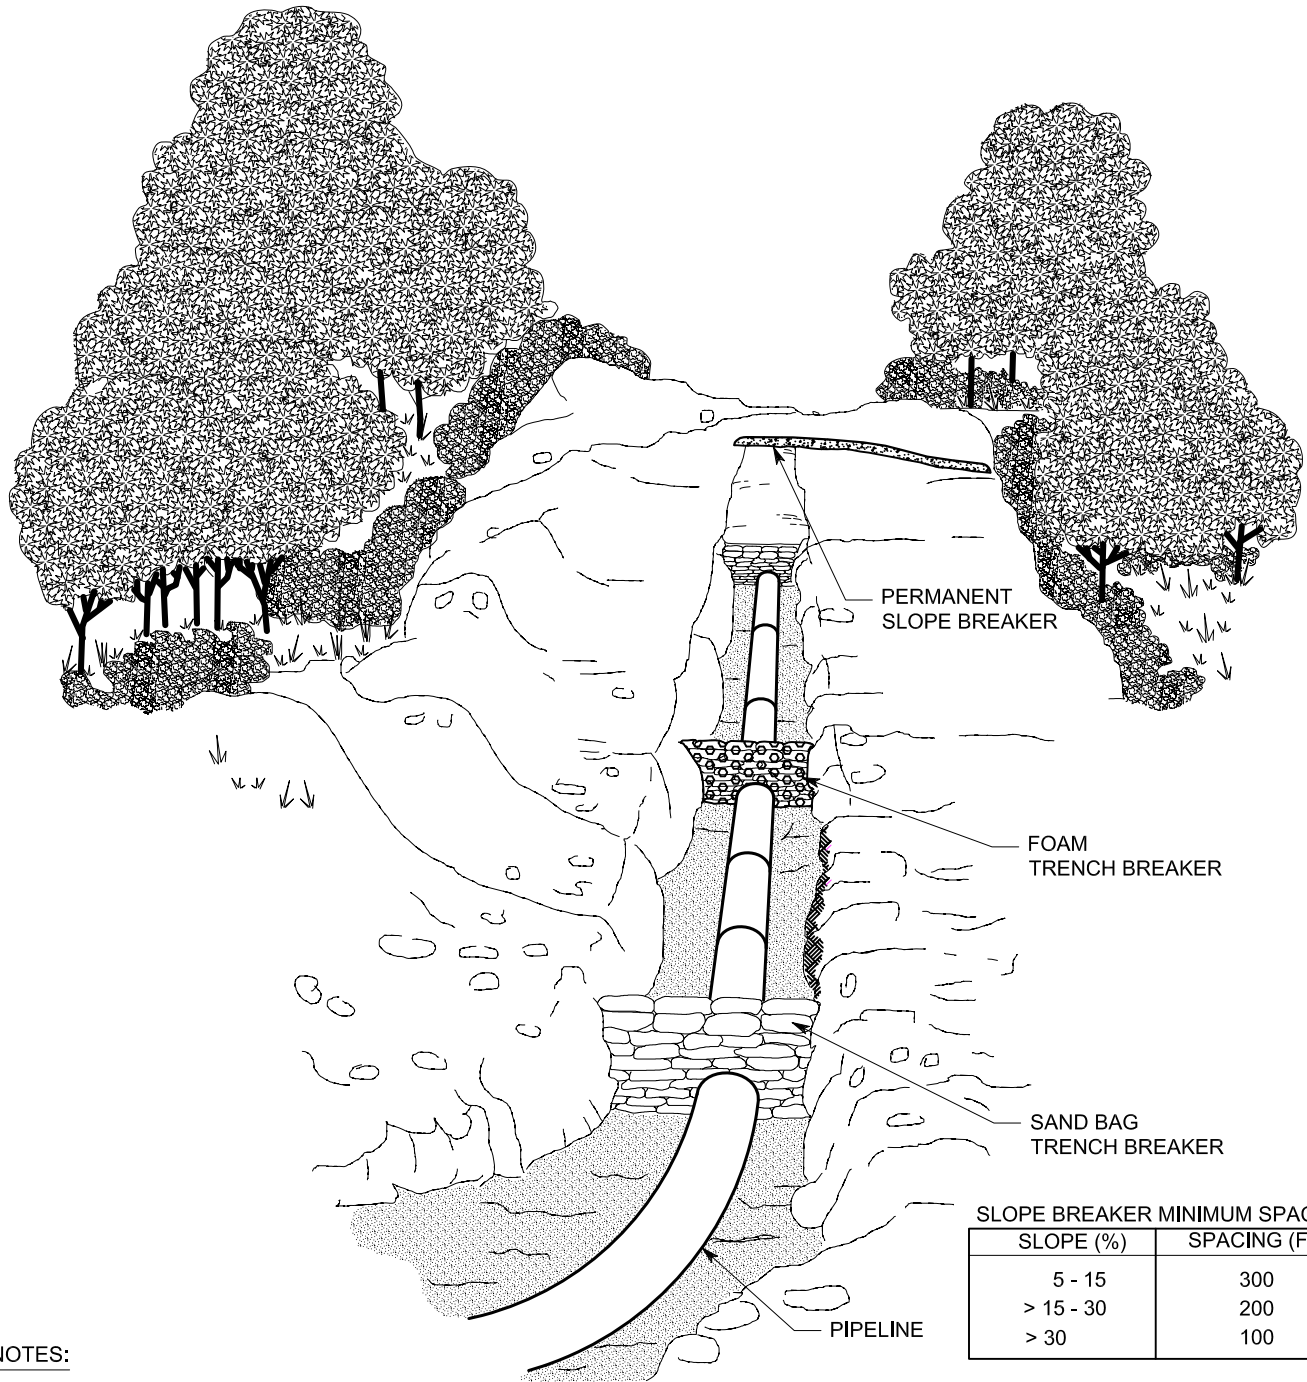 PERMANENT
SLOPE BREAKER
FOAM
TRENCH BREAKER
SAND BAG
TRENCH BREAKER
PIPELINE
SLOPE BREAKER MINIMUM SPAC
SLOPE (%) SPACING (F
5 - 15 300
> 15 - 30 200
> 30 100
NOTES: